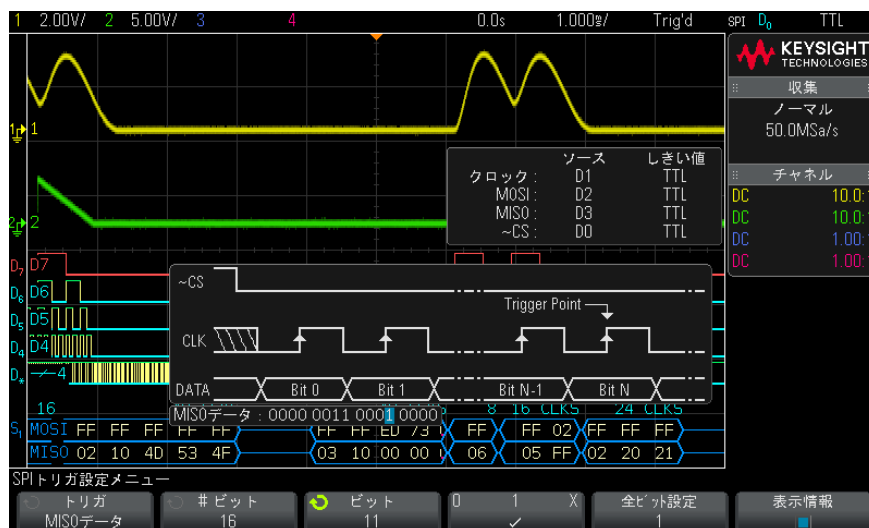 1 2.00V/ 2 5.00V/ 3 4 0.0s 1.000ms/ Trig'd SPI D0 TTL
KEYSIGHT
TECHNOLOGIES
収集
ノーマル
50.0MSa/s
チャネル
DC 10.0:
DC 10.0:
DC 1.00:
DC 1.00:
1 1
2 2
ソース しきい値
クロック: D1 TTL
MOSI: D2 TTL
MISO: D3 TTL
~CS: D0 TTL
D7 D7
D6 D6
D5 D5
D4 D4
D* 4
~CS
Trigger Point
CLK
DATA Bit 0 Bit 1 Bit N-1 Bit N
16 8 16 CLKS 24 CLKS
MISOデータ: 0000 0011 0001 0000
S1 MOSI FF FF FF FF FF FF FF ED 73 FF FF 02 FF FF FF
MISO 02 10 4D 53 4F 03 10 00 00 06 05 FF 02 20 21
SPIトリガ設定メニュー
トリガ #ビット ビット 0 1 X 全ビット設定 表示情報
MISOデータ 16 11 1